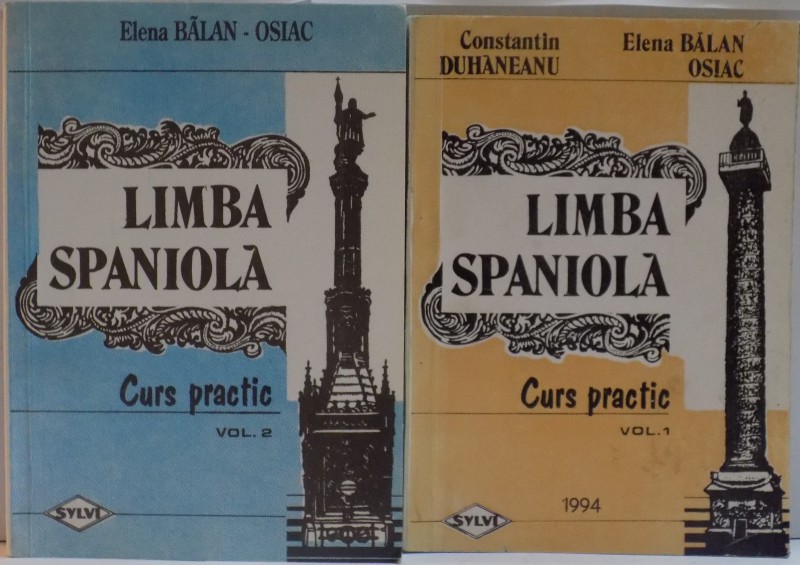 Elena BĂLAN - OSIAC
LIMBA
SPANIOLĂ
Curs practic
VOL. 2
SYLVI
Constantin
DUHĂNEANU
Elena BĂLAN
OSIAC
LIMBA
SPANIOLĂ
Curs practic
VOL. 1
1994
SYLVI